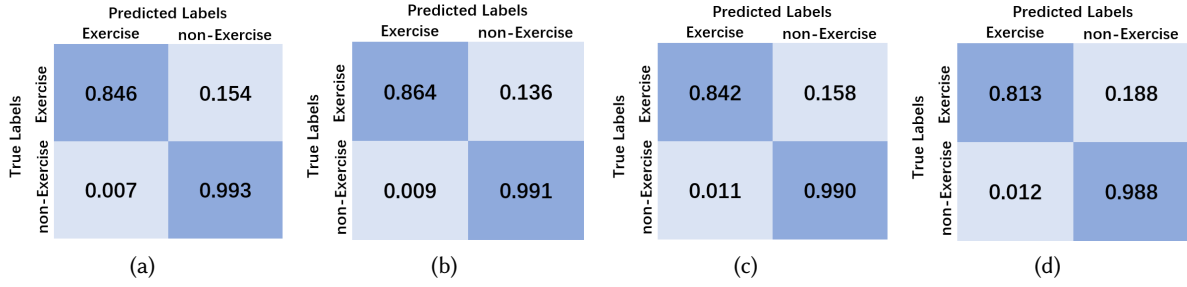 Predicted Labels
Exercise non-Exercise
True Labels
Exercise
0.846 0.154
non-Exercise
0.007 0.993
(a)
Predicted Labels
Exercise non-Exercise
True Labels
Exercise
0.864 0.136
non-Exercise
0.009 0.991
(b)
Predicted Labels
Exercise non-Exercise
True Labels
Exercise
0.842 0.158
non-Exercise
0.011 0.990
(c)
Predicted Labels
Exercise non-Exercise
True Labels
Exercise
0.813 0.188
non-Exercise
0.012 0.988
(d)